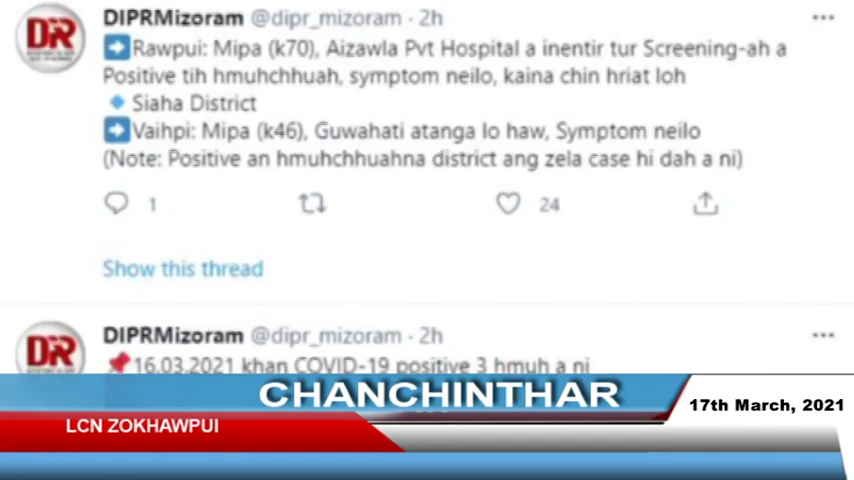 DIPRMizoram @dipr_mizoram · 2h
➡Rawpui: Mipa (k70), Aizawla Pvt Hospital a inentir tur Screening-ah a
Positive tih hmuhchhuah, symptom neilo, kaina chin hriat loh
🔹 Siaha District
➡Vaihpi: Mipa (k46), Guwahati atanga lo haw, Symptom neilo
(Note: Positive an hmuhchhuahna district ang zela case hi dah a ni)
1 24
Show this thread
DIPRMizoram @dipr_mizoram · 2h
📌16.03.2021 khan COVID-19 positive 3 hmuh a ni
CHANCHINTHAR
17th March, 2021
LCN ZOKHAWPUI
DR
DR